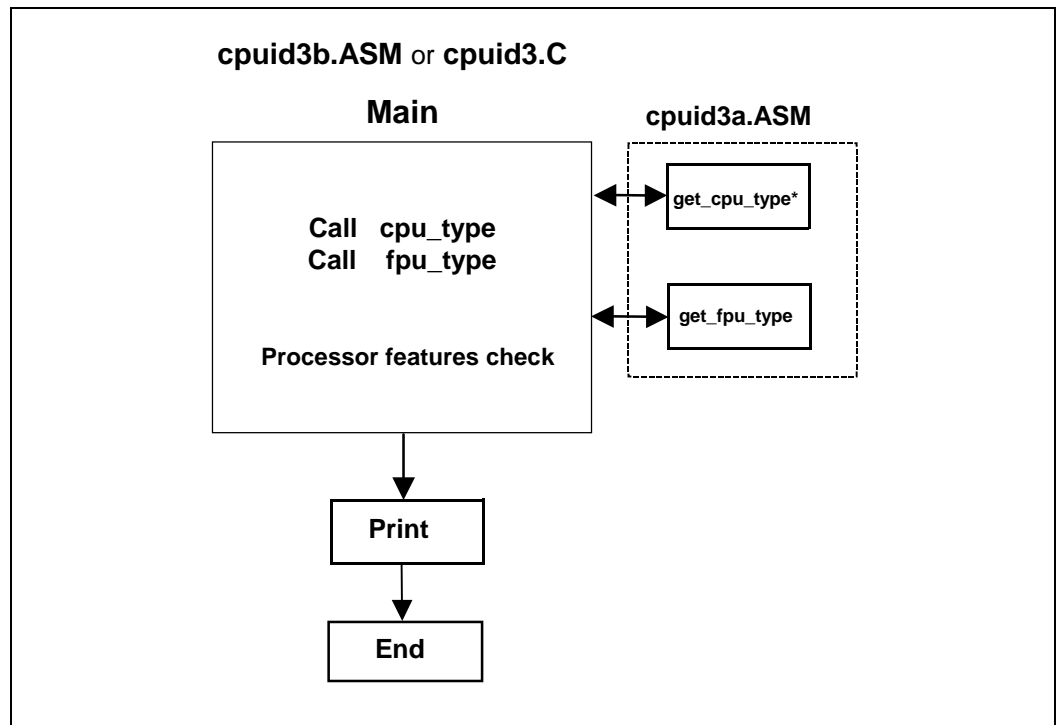 cpuid3b.ASM or cpuid3.C
Main
cpuid3a.ASM
get_cpu_type*
Call cpu_type
Call fpu_type
get_fpu_type
Processor features check
Print
End